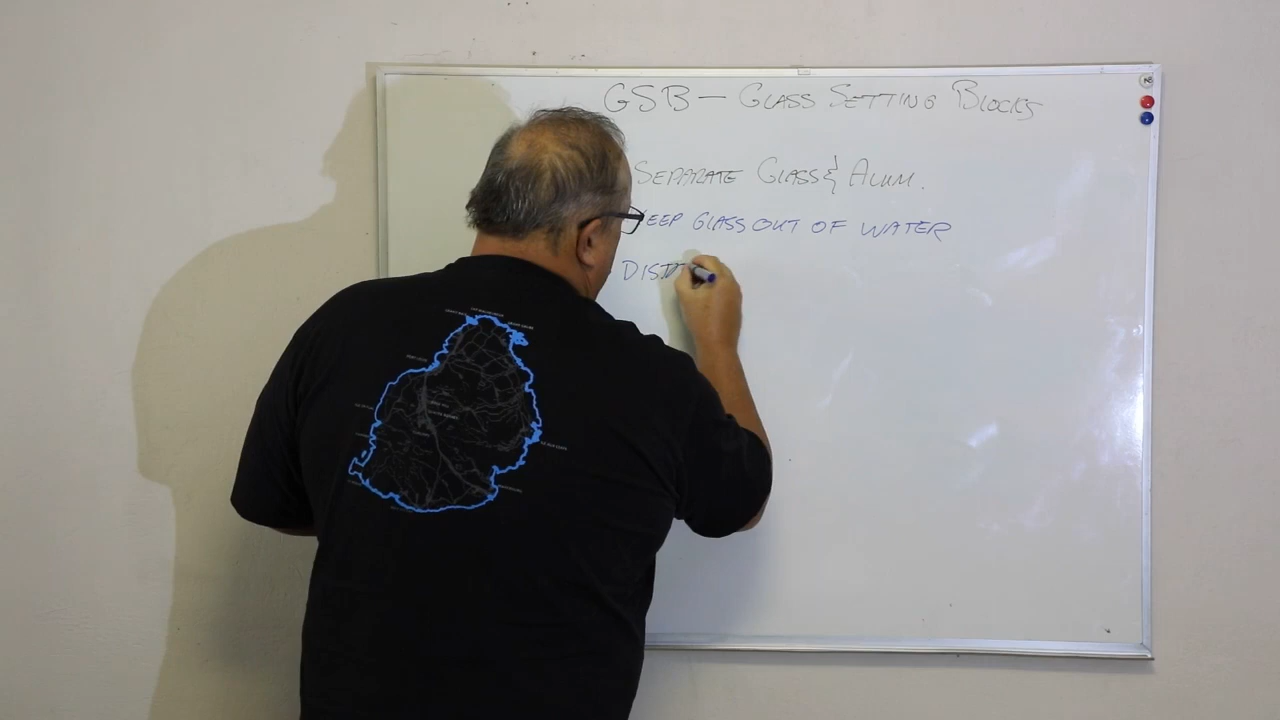 GSB — GLASS SETTING BLOCKS
SEPARATE GLASS & ALUM.
EEP GLASS OUT OF WATER
DIST